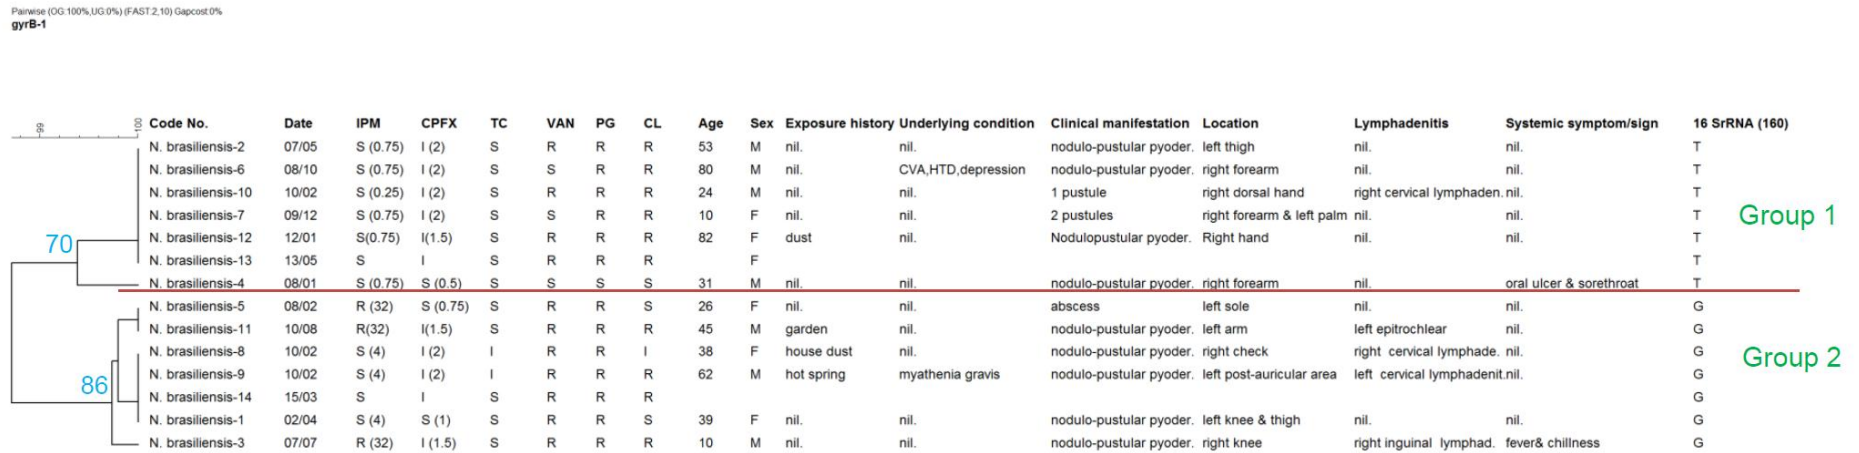 Pairwise (OG:100%,UG:0%) (FAST:2,10) Gapcost:0%
gyrB-1
99 100 Code No. Date IPM CPFX TC VAN PG CL Age Sex Exposure history Underlying condition Clinical manifestation Location Lymphadenitis Systemic symptom/sign 16 SrRNA (160)
N. brasiliensis-2 07/05 S (0.75) I (2) S R R R 53 M nil. nil. nodulo-pustular pyoder. left thigh nil. nil. T
N. brasiliensis-6 08/10 S (0.75) I (2) S S R R 80 M nil. CVA,HTD,depression nodulo-pustular pyoder. right forearm nil. nil. T
N. brasiliensis-10 10/02 S (0.25) I (2) S R R R 24 M nil. nil. 1 pustule right dorsal hand right cervical lymphaden. nil. T
N. brasiliensis-7 09/12 S (0.75) I (2) S S R R 10 F nil. nil. 2 pustules right forearm & left palm nil. nil. T
Group 1
70 N. brasiliensis-12 12/01 S(0.75) I(1.5) S R R R 82 F dust nil. Nodulopustular pyoder. Right hand nil. nil. T
N. brasiliensis-13 13/05 S I S R R R F T
N. brasiliensis-4 08/01 S (0.75) S (0.5) S S S S 31 M nil. nil. nodulo-pustular pyoder. right forearm nil. oral ulcer & sorethroat T
N. brasiliensis-5 08/02 R (32) S (0.75) S R R S 26 F nil. nil. abscess left sole nil. nil. G
N. brasiliensis-11 10/08 R(32) I(1.5) S R R R 45 M garden nil. nodulo-pustular pyoder. left arm left epitrochlear nil. G
N. brasiliensis-8 10/02 S (4) I (2) I R R I 38 F house dust nil. nodulo-pustular pyoder. right check right cervical lymphade. nil. G
Group 2
86 N. brasiliensis-9 10/02 S (4) I (2) I R R R 62 M hot spring myathenia gravis nodulo-pustular pyoder. left post-auricular area left cervical lymphadenit. nil. G
N. brasiliensis-14 15/03 S I S R R R G
N. brasiliensis-1 02/04 S (4) S (1) S R R S 39 F nil. nil. nodulo-pustular pyoder. left knee & thigh nil. nil. G
N. brasiliensis-3 07/07 R (32) I (1.5) S R R R 10 M nil. nil. nodulo-pustular pyoder. right knee right inguinal lymphad. fever& chillness G